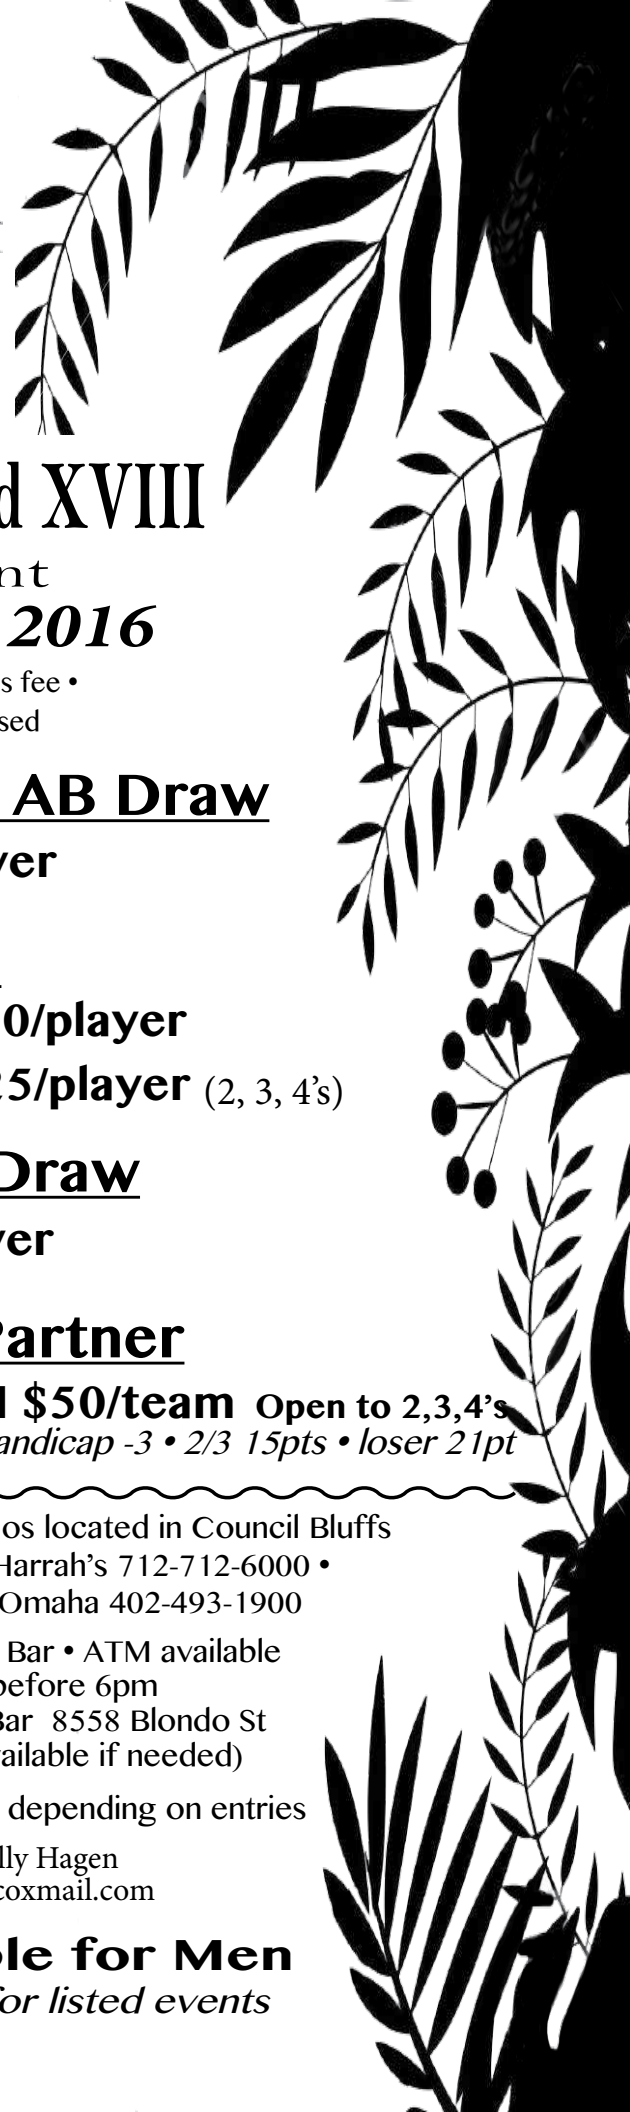 d XVIII
nt
2016
s fee •
sed
AB Draw
yer
0/player
25/player (2, 3, 4's)
Draw
yer
Partner
l $50/team Open to 2,3,4's
andicap -3 • 2/3 15pts • loser 21pt
os located in Council Bluffs
Harrah's 712-712-6000 •
Omaha 402-493-1900
Bar • ATM available
before 6pm
Bar 8558 Blondo St
vailable if needed)
depending on entries
lly Hagen
coxmail.com
ole for Men
for listed events